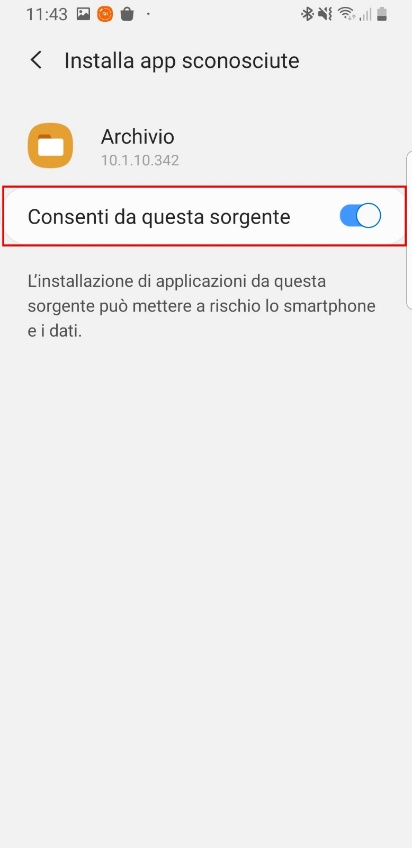 11:43
Installa app sconosciute
Archivio
10.1.10.342
Consenti da questa sorgente
L'installazione di applicazioni da questa
sorgente può mettere a rischio lo smartphone
e i dati.